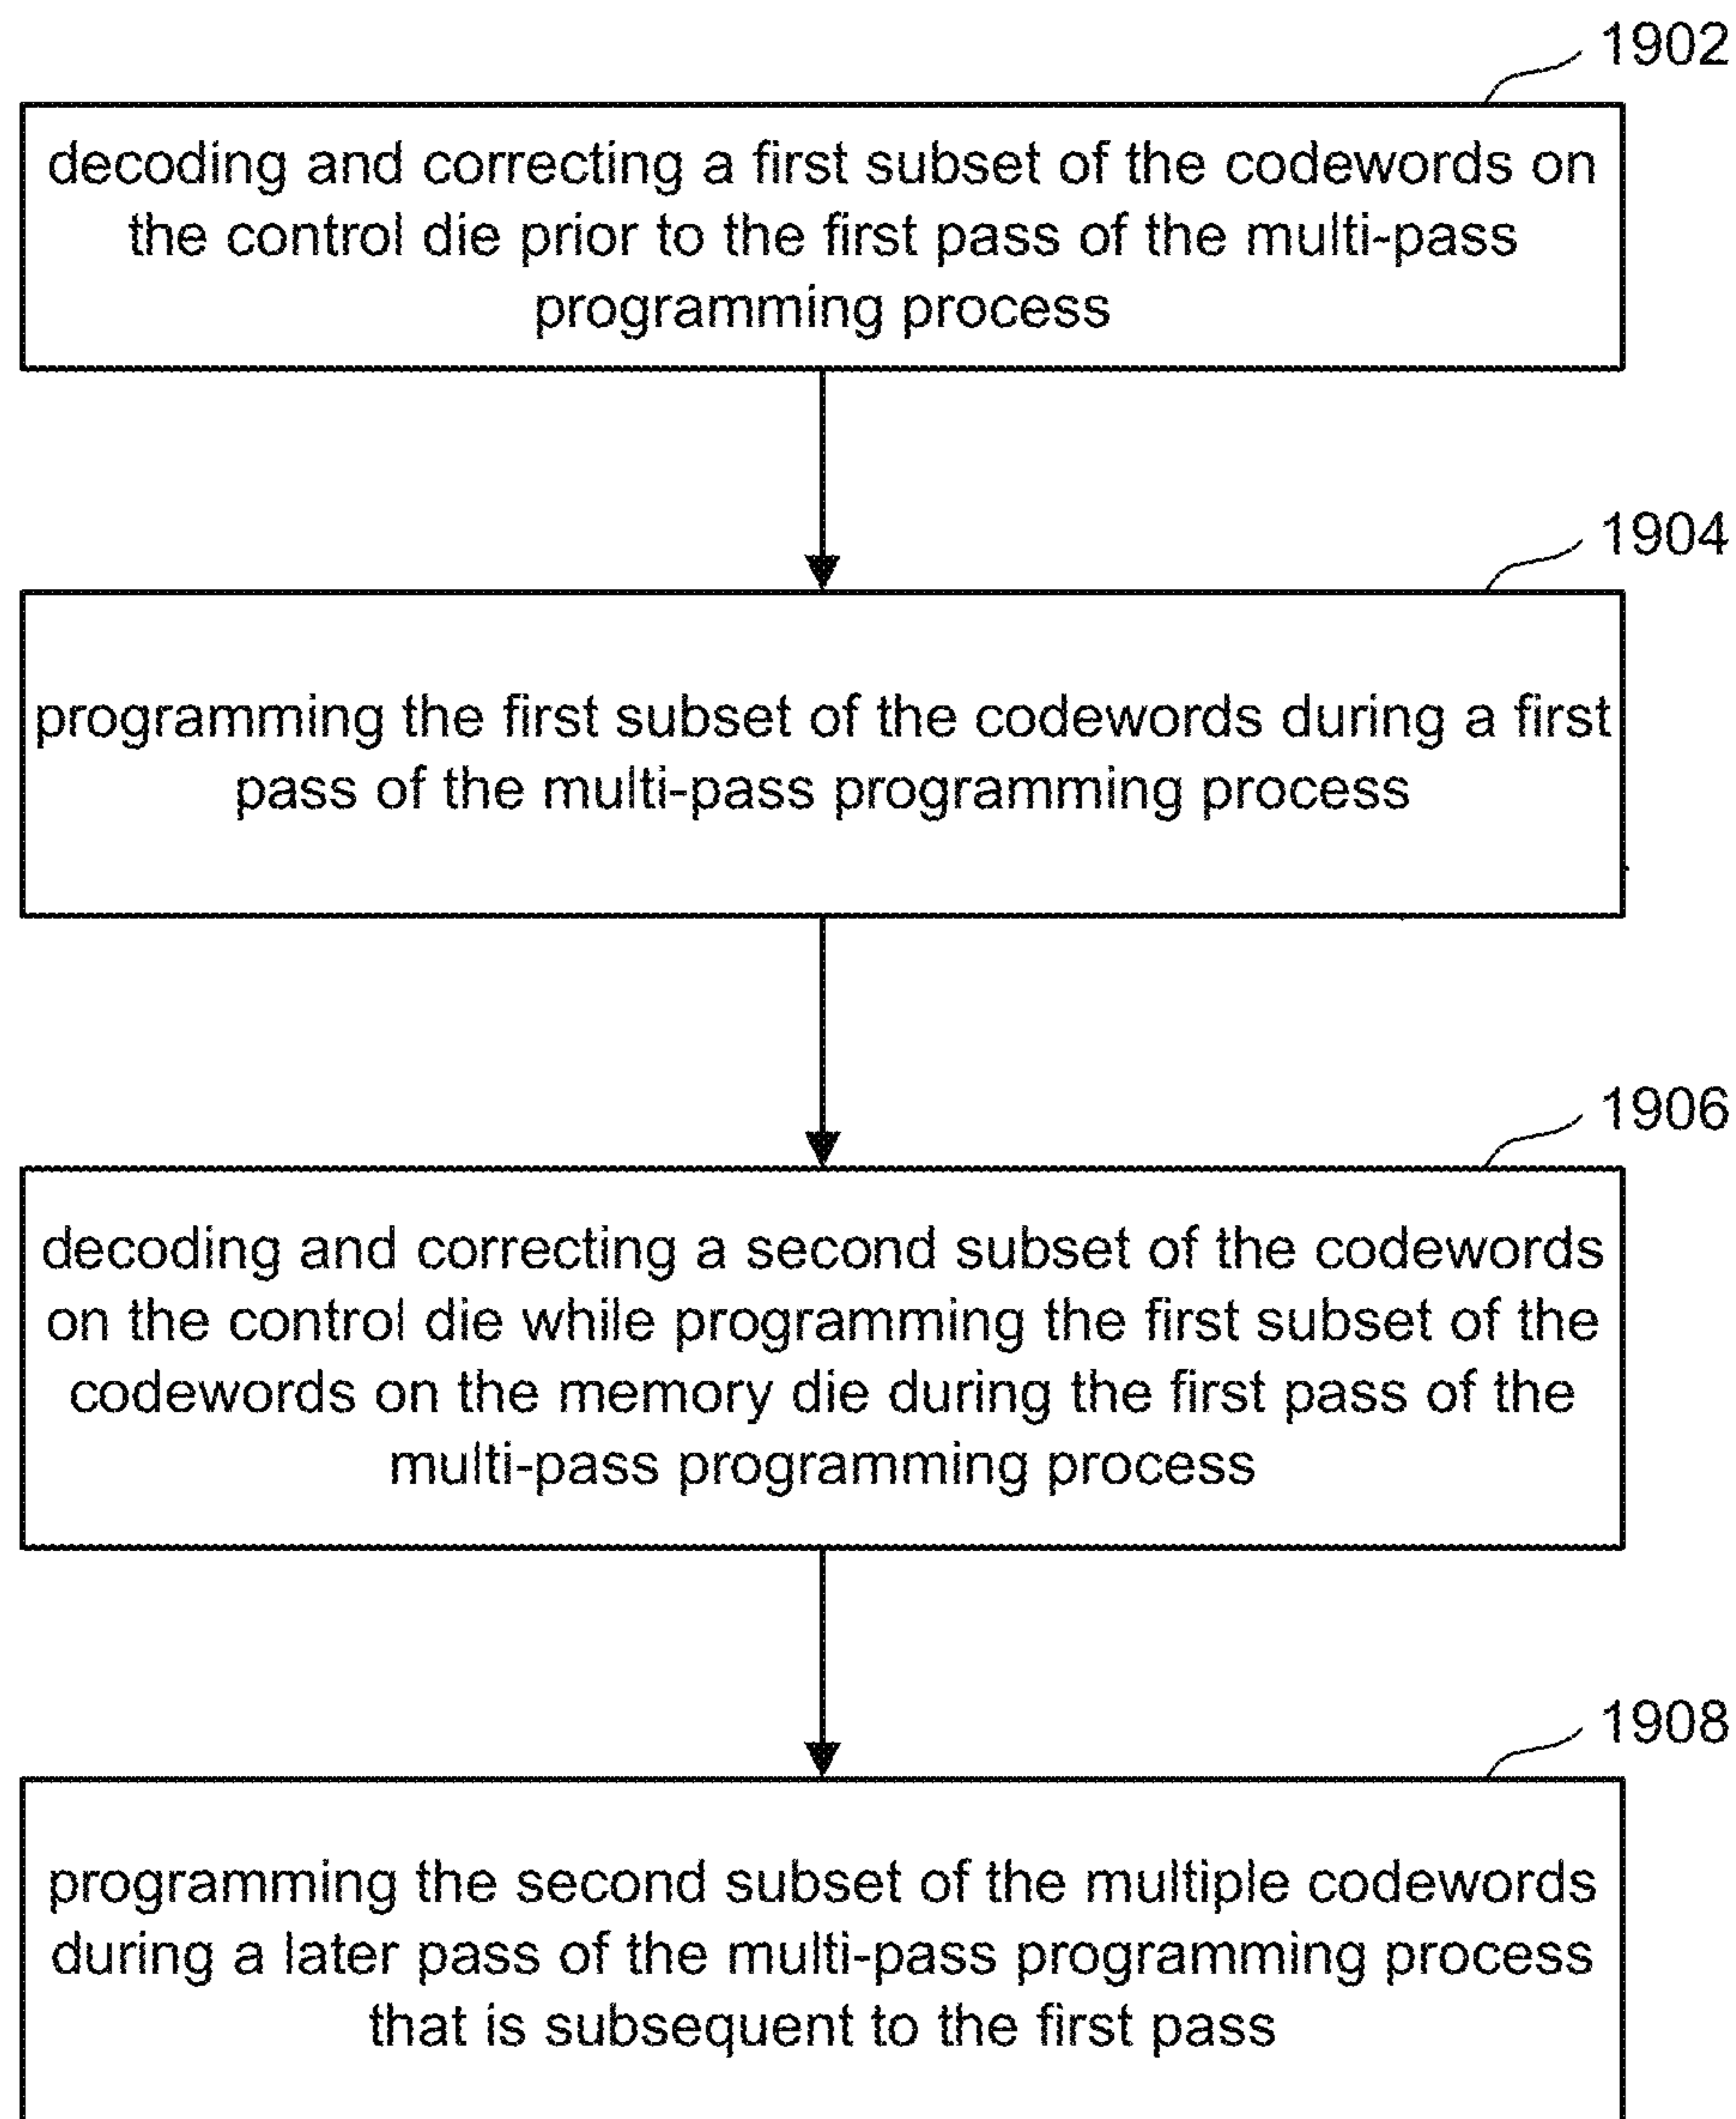 1902
decoding and correcting a first subset of the codewords on
the control die prior to the first pass of the multi-pass
programming process
1904
programming the first subset of the codewords during a first
pass of the multi-pass programming process
1906
decoding and correcting a second subset of the codewords
on the control die while programming the first subset of the
codewords on the memory die during the first pass of the
multi-pass programming process
1908
programming the second subset of the multiple codewords
during a later pass of the multi-pass programming process
that is subsequent to the first pass